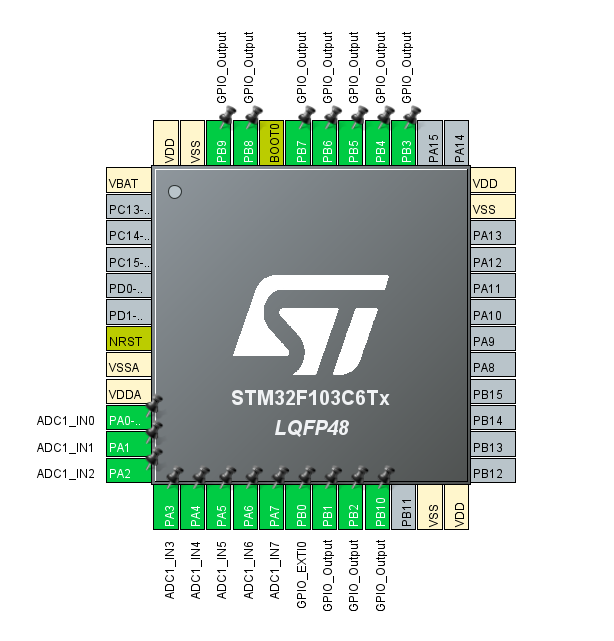 GPIO_Output
GPIO_Output
GPIO_Output
GPIO_Output
GPIO_Output
GPIO_Output
GPIO_Output
VDD
VSS
PB9
PB8
BOOT0
PB7
PB6
PB5
PB4
PB3
PA15
PA14
VBAT
PC13-..
PC14-..
PC15-..
PD0-..
PD1-..
NRST
VSSA
VDDA
ADC1_IN0 PA0-..
ADC1_IN1 PA1
ADC1_IN2 PA2
VDD
VSS
PA13
PA12
PA11
PA10
PA9
PA8
PB15
PB14
PB13
PB12
ST
STM32F103C6Tx
LQFP48
PA3
PA4
PA5
PA6
PA7
PB0
PB1
PB2
PB10
PB11
VSS
VDD
ADC1_IN3
ADC1_IN4
ADC1_IN5
ADC1_IN6
ADC1_IN7
GPIO_EXTI0
GPIO_Output
GPIO_Output
GPIO_Output